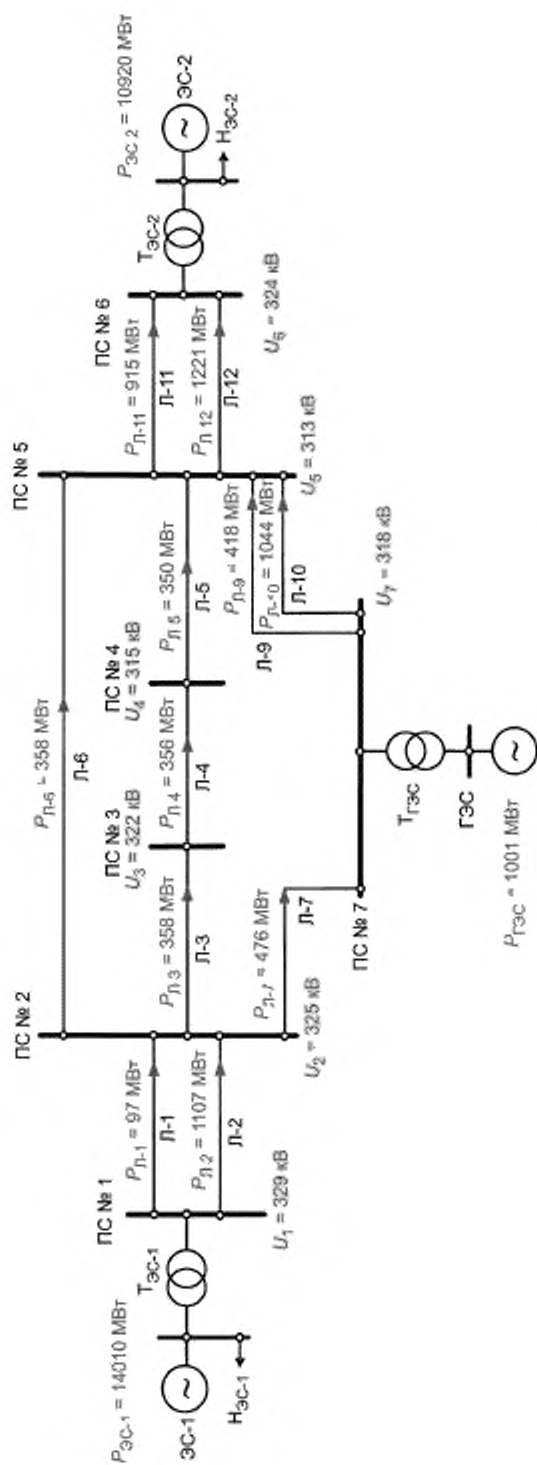 P_ЭС-1 = 14010 МВт
ЭС-1
Н_ЭС-1
Т_ЭС-1
ПС № 1
U_1 = 329 кВ
P_Л-1 = 97 МВт
Л-1
P_Л-2 = 1107 МВт
Л-2
ПС № 2
U_2 = 325 кВ
P_Л-6 = 358 МВт
Л-6
P_Л-3 = 358 МВт
Л-3
P_Л-7 = 476 МВт
Л-7
ПС № 3
U_3 = 322 кВ
P_Л-4 = 356 МВт
Л-4
ПС № 4
U_4 = 315 кВ
P_Л-5 = 350 МВт
Л-5
ПС № 5
U_5 = 313 кВ
P_Л-9 = 418 МВт
P_Л-10 = 1044 МВт
Л-10
Л-9
ПС № 7
U_7 = 318 кВ
Т_ГЭС
ГЭС
P_ГЭС = 1001 МВт
P_Л-11 = 915 МВт
Л-11
P_Л-12 = 1221 МВт
Л-12
ПС № 6
U_6 = 324 кВ
Т_ЭС-2
P_ЭС 2 = 10920 МВт
ЭС-2
Н_ЭС-2